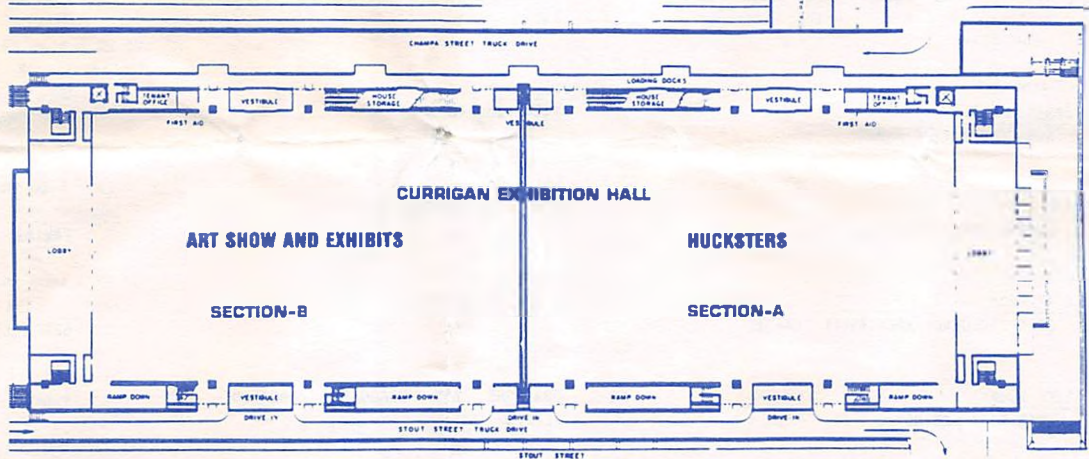 CHAMPA STREET TRUCK DRIVE
LOADING DOCKS
TENANT OFFICE
VESTIBULE
HOUSE STORAGE
VESTIBULE
HOUSE STORAGE
VESTIBULE
TENANT
FIRST AID
FIRST AID
CURRIGAN EXHIBITION HALL
ART SHOW AND EXHIBITS
HUCKSTERS
LOBBY
LOBBY
SECTION-B
SECTION-A
RAMP DOWN
VESTIBULE
RAMP DOWN
RAMP DOWN
VESTIBULE
RAMP DOWN
DRIVE IN
DRIVE IN
DRIVE IN
STOUT STREET TRUCK DRIVE
STOUT STREET